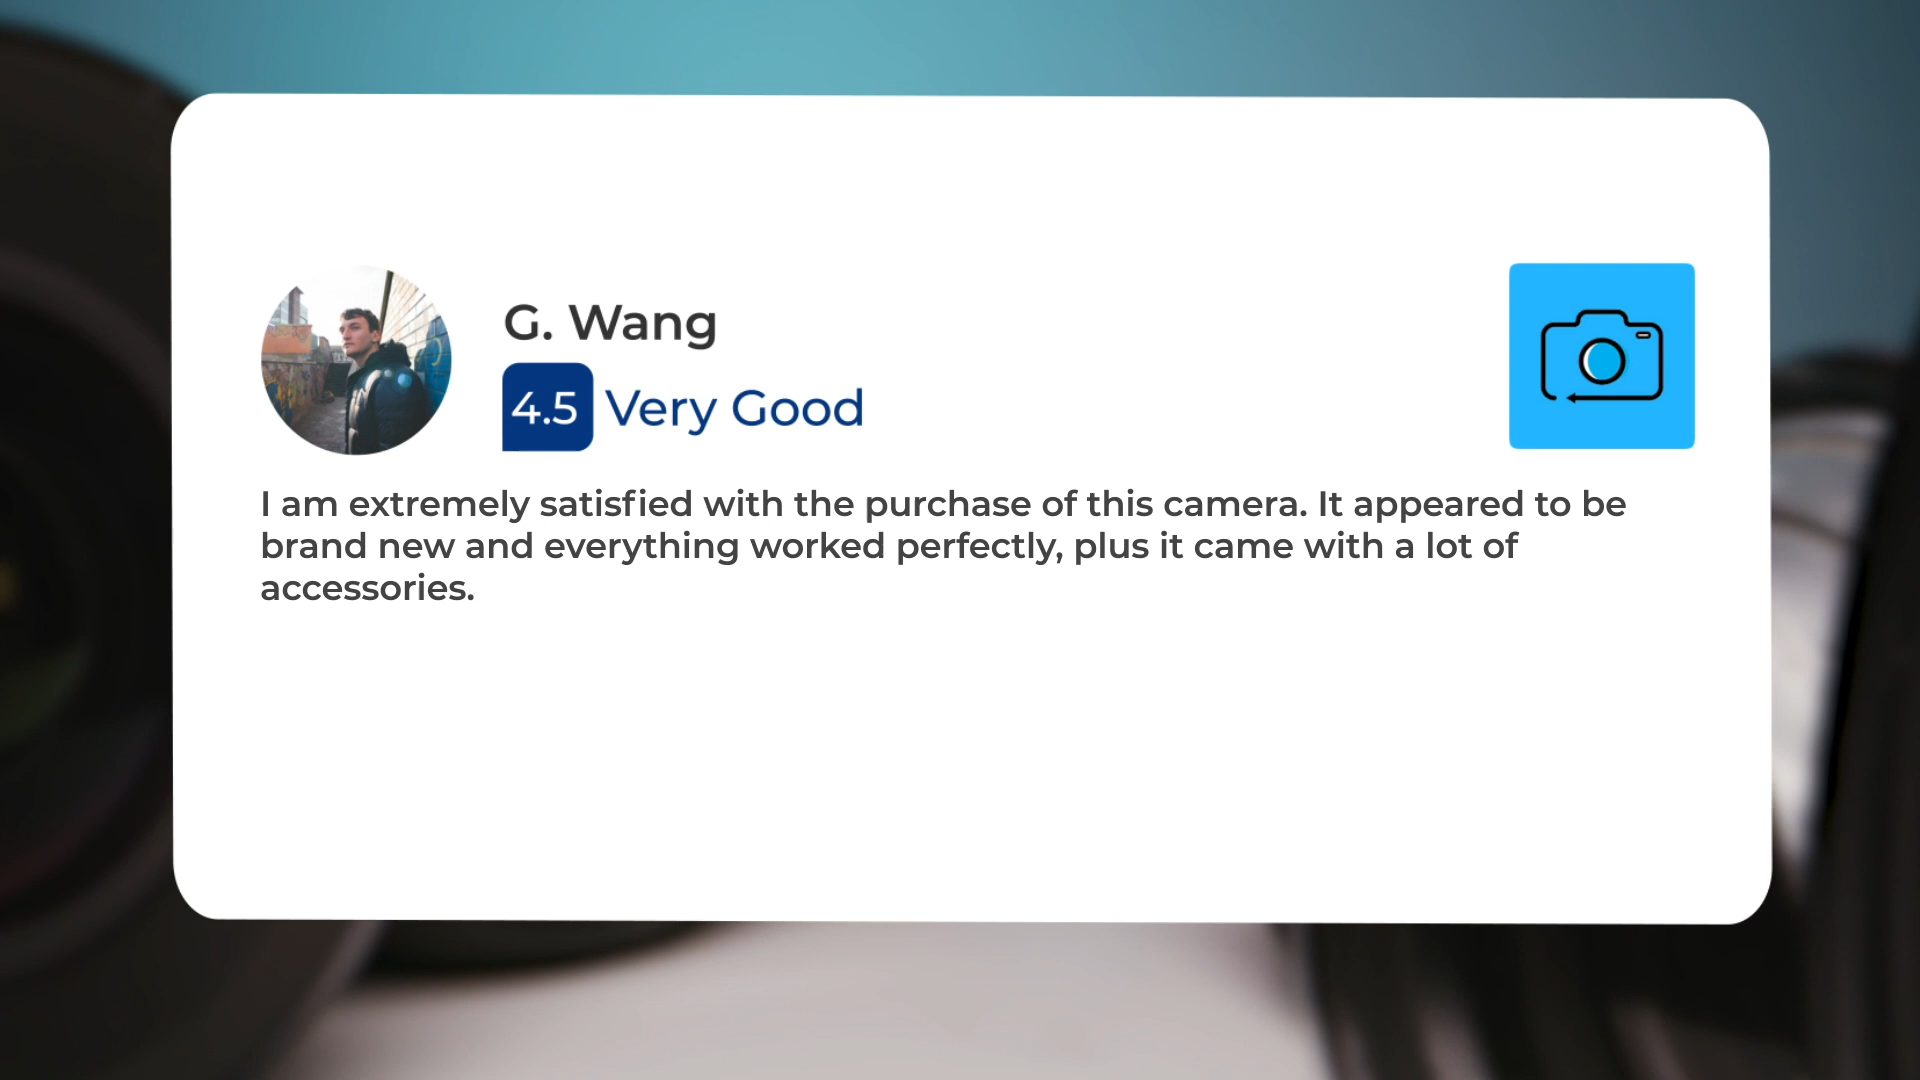 G. Wang
4.5 Very Good
I am extremely satisfied with the purchase of this camera. It appeared to be
brand new and everything worked perfectly, plus it came with a lot of
accessories.